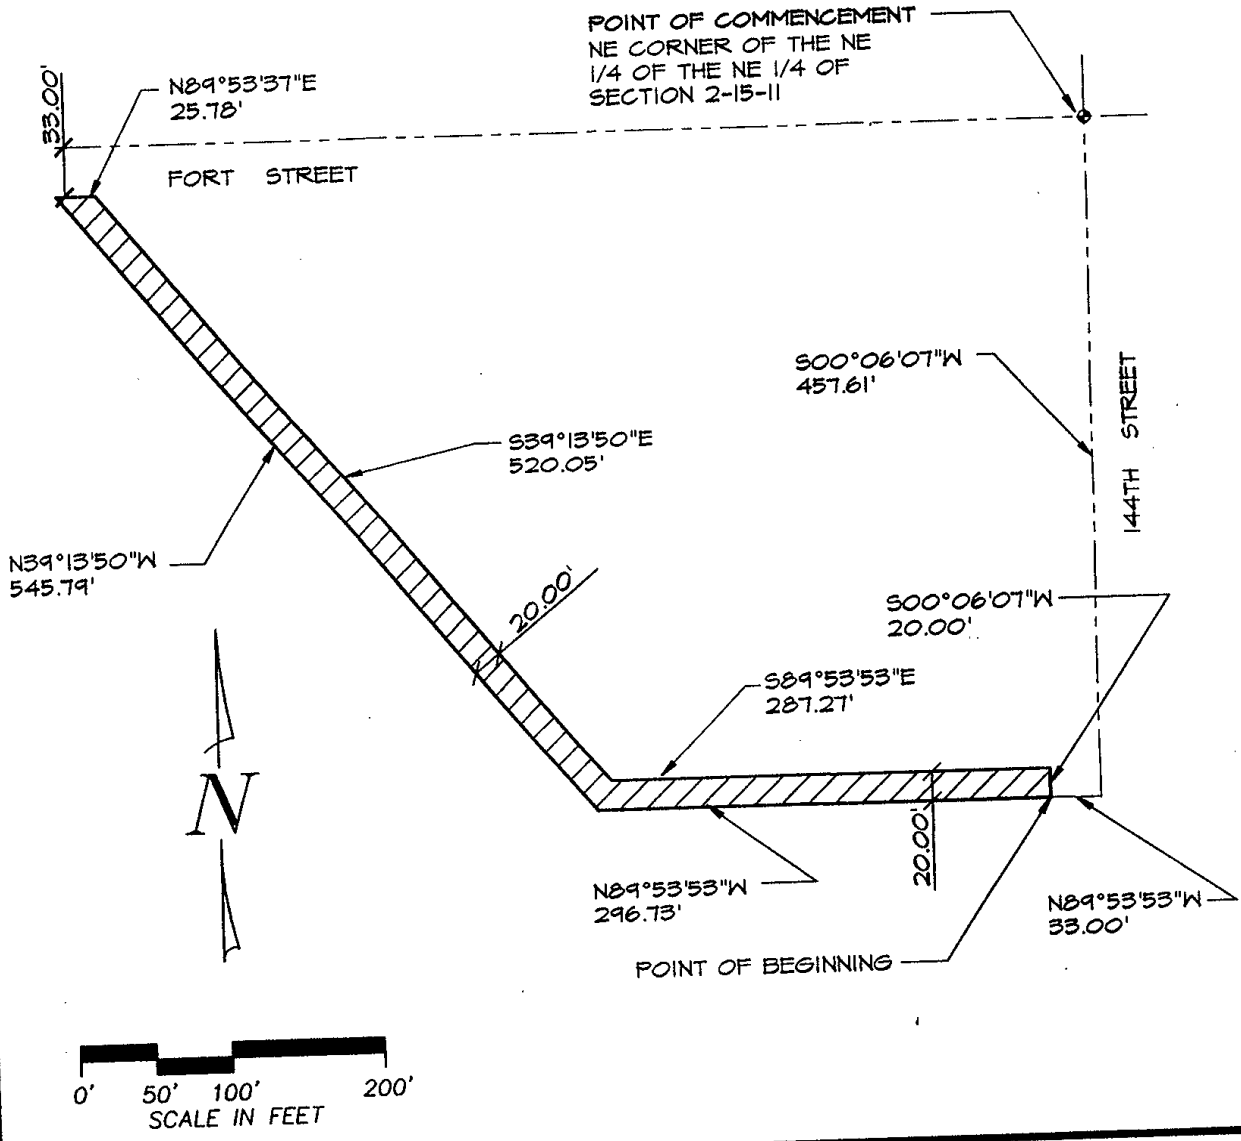 POINT OF COMMENCEMENT
NE CORNER OF THE NE
1/4 OF THE NE 1/4 OF
SECTION 2-15-11
33.00'
N89°53'37"E
25.78'
FORT STREET
S00°06'07"W
457.61'
144TH STREET
S39°13'50"E
520.05'
N39°13'50"W
545.79'
20.00'
S00°06'07"W
20.00'
S89°53'53"E
287.27'
20.00'
N89°53'53"W
296.73'
N89°53'53"W
33.00'
POINT OF BEGINNING
N
0' 50' 100' 200'
SCALE IN FEET